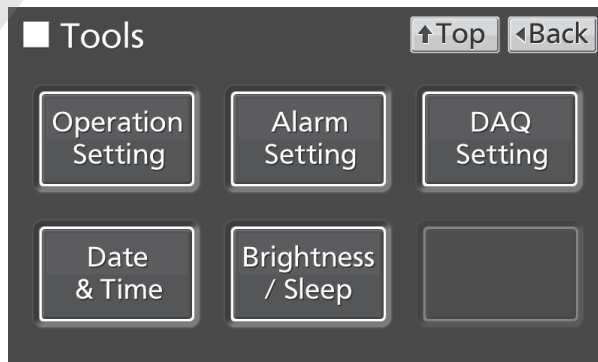 Tools
↑Top
◂Back
Operation
Setting
Alarm
Setting
DAQ
Setting
Date
& Time
Brightness
/ Sleep